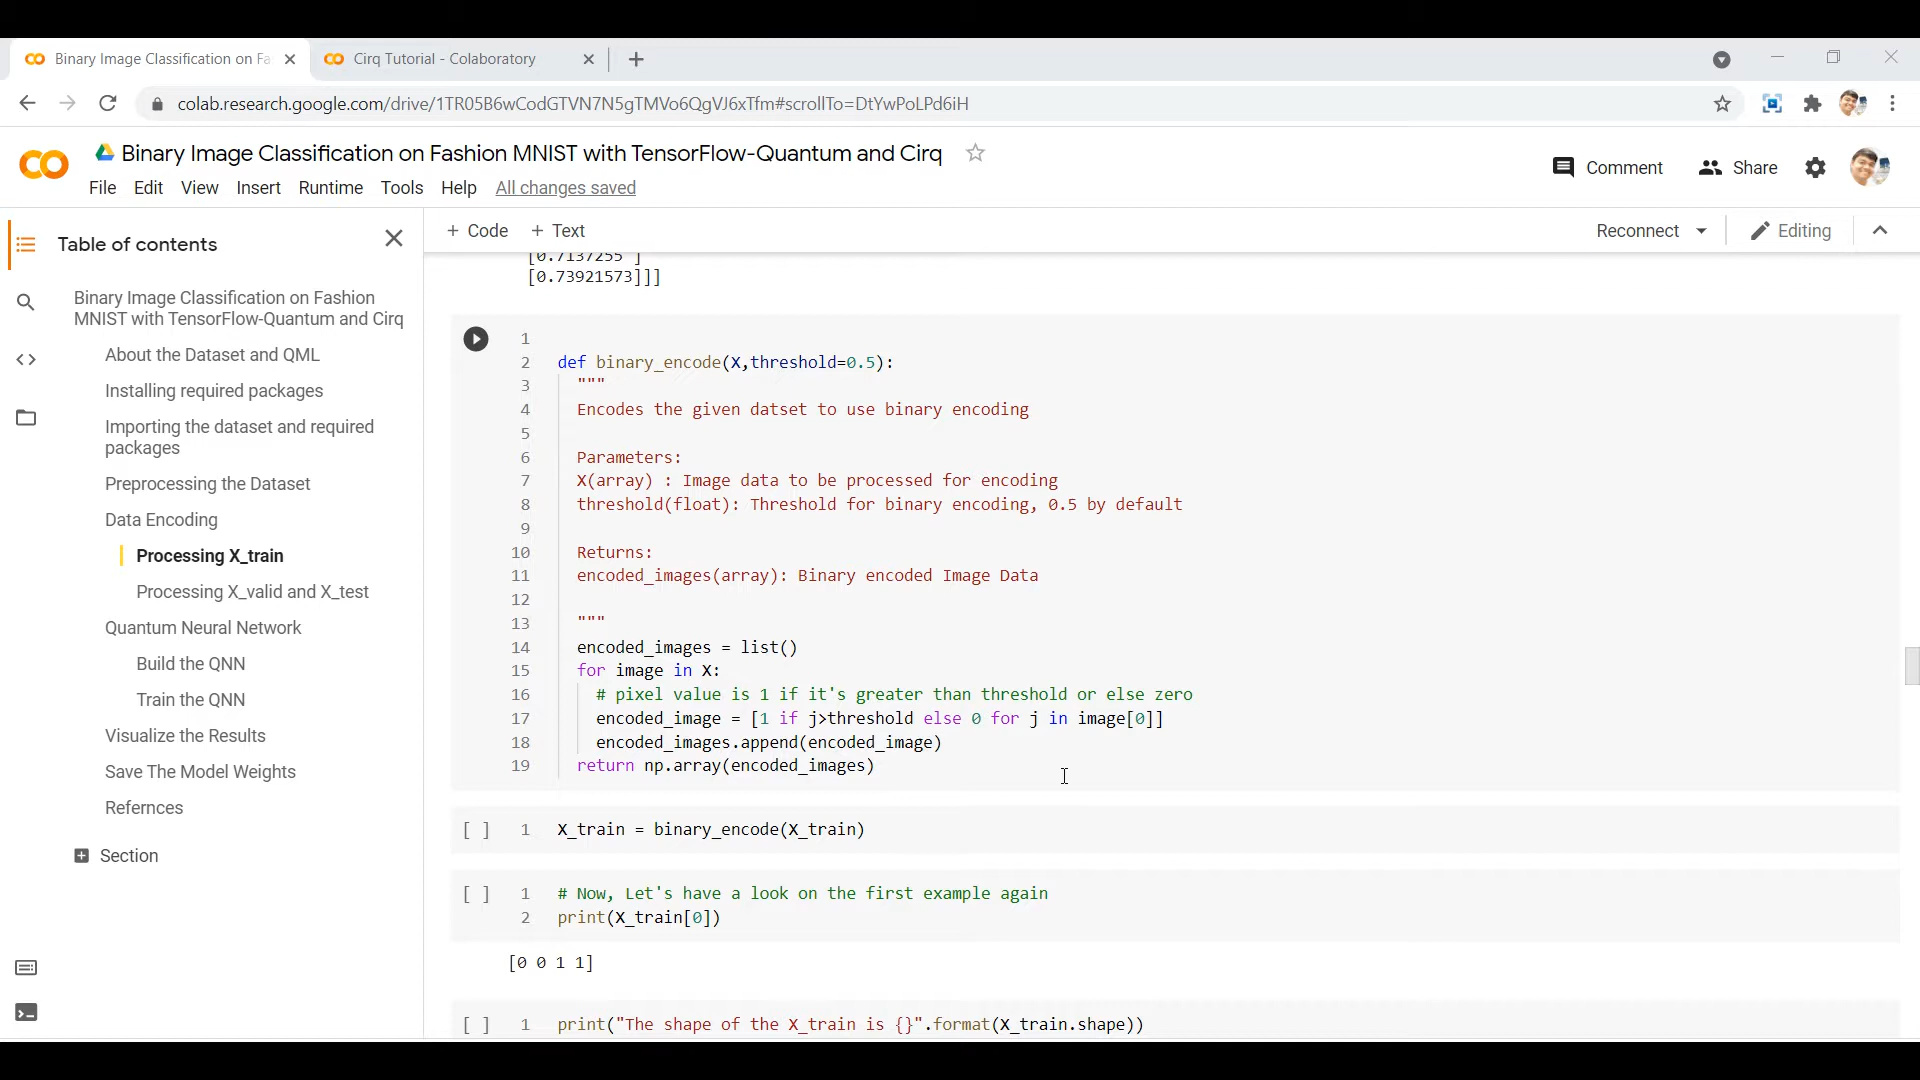 Binary Image Classification on Fa
Cirq Tutorial - Colaboratory
colab.research.google.com/drive/1TR05B6wCodGTVN7N5gTMVo6QgVJ6xTfm#scrollTo=DtYwPoLPd6iH
Binary Image Classification on Fashion MNIST with TensorFlow-Quantum and Cirq
Comment
Share
File Edit View Insert Runtime Tools Help All changes saved
Table of contents
+ Code + Text
Reconnect
Editing
Binary Image Classification on Fashion
MNIST with TensorFlow-Quantum and Cirq
About the Dataset and QML
Installing required packages
Importing the dataset and required
packages
Preprocessing the Dataset
Data Encoding
Processing X_train
Processing X_valid and X_test
Quantum Neural Network
Build the QNN
Train the QNN
Visualize the Results
Save The Model Weights
Refernces
Section
[0.7137255 ]
[0.73921573]]]
1
2 def binary_encode(X,threshold=0.5):
3 """
4 Encodes the given datset to use binary encoding
5
6 Parameters:
7 X(array) : Image data to be processed for encoding
8 threshold(float): Threshold for binary encoding, 0.5 by default
9
10 Returns:
11 encoded_images(array): Binary encoded Image Data
12
13 """
14 encoded_images = list()
15 for image in X:
16 # pixel value is 1 if it's greater than threshold or else zero
17 encoded_image = [1 if j>threshold else 0 for j in image[0]]
18 encoded_images.append(encoded_image)
19 return np.array(encoded_images)
[ ] 1 X_train = binary_encode(X_train)
[ ] 1 # Now, Let's have a look on the first example again
2 print(X_train[0])
[0 0 1 1]
[ ] 1 print("The shape of the X_train is {}".format(X_train.shape))